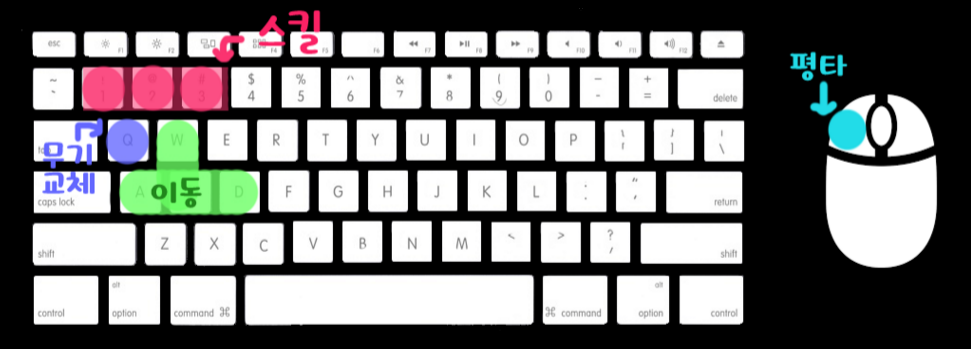 스킬
esc F1 F2 F4 F5 F6 F7 F8 F9 F10 F11 F12
평타
~ ` 1 @ 2 # 3 $ 4 % 5 ^ 6 & 7 * 8 ( 9 ) 0 – - + = delete
무기
교체
Q W E R T Y U I O P \
caps lock A 이동 D F G H J K L : ; " ' return
shift Z X C V B N M < > ? / shift
control alt option command ⌘ ⌘ command alt option control